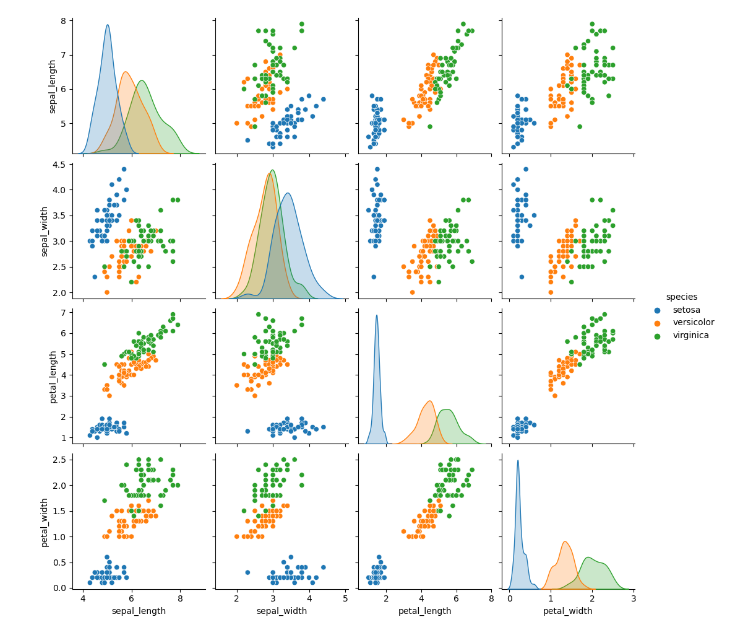 8
7
6
5
sepal_length
4.5
4.0
3.5
3.0
2.5
2.0
sepal_width
7
6
5
4
3
2
1
petal_length
2.5
2.0
1.5
1.0
0.5
0.0
petal_width
4 6 8
sepal_length
2 3 4 5
sepal_width
2 4 6 8
petal_length
0 1 2 3
petal_width
species
setosa
versicolor
virginica